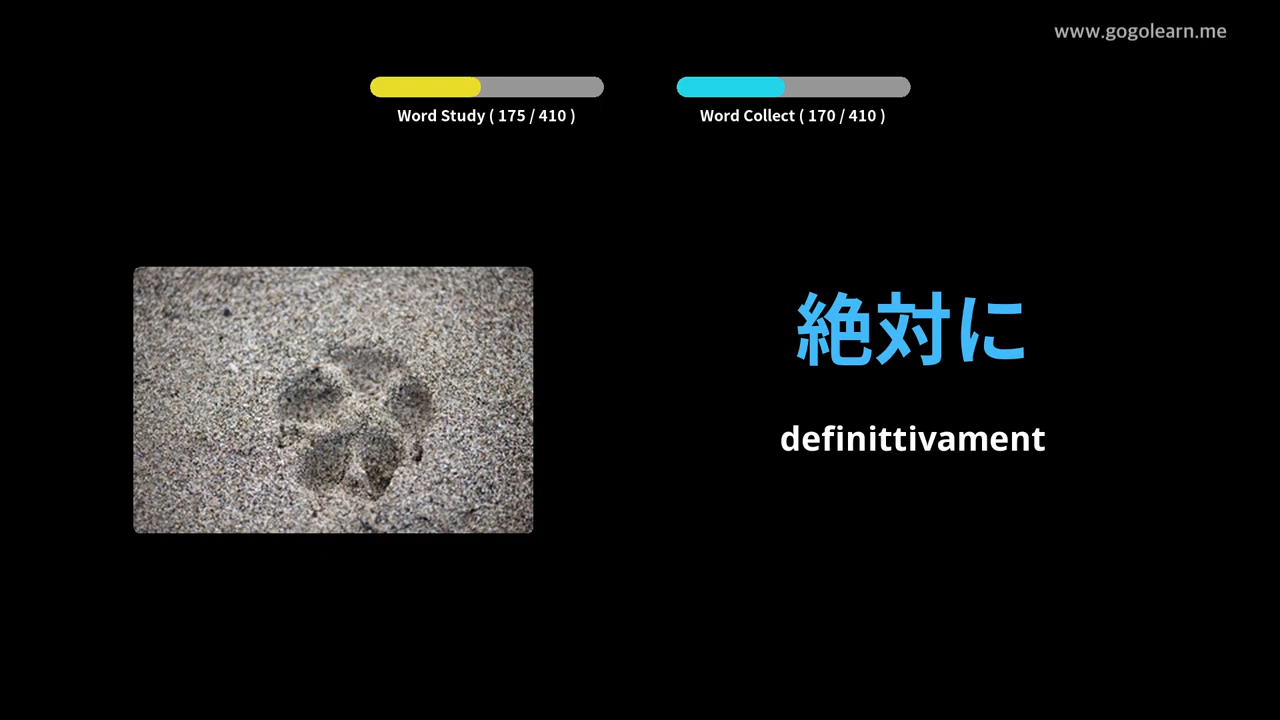 www.gogolearn.me
Word Study ( 175 / 410 )
Word Collect ( 170 / 410 )
絶対に
definittivament